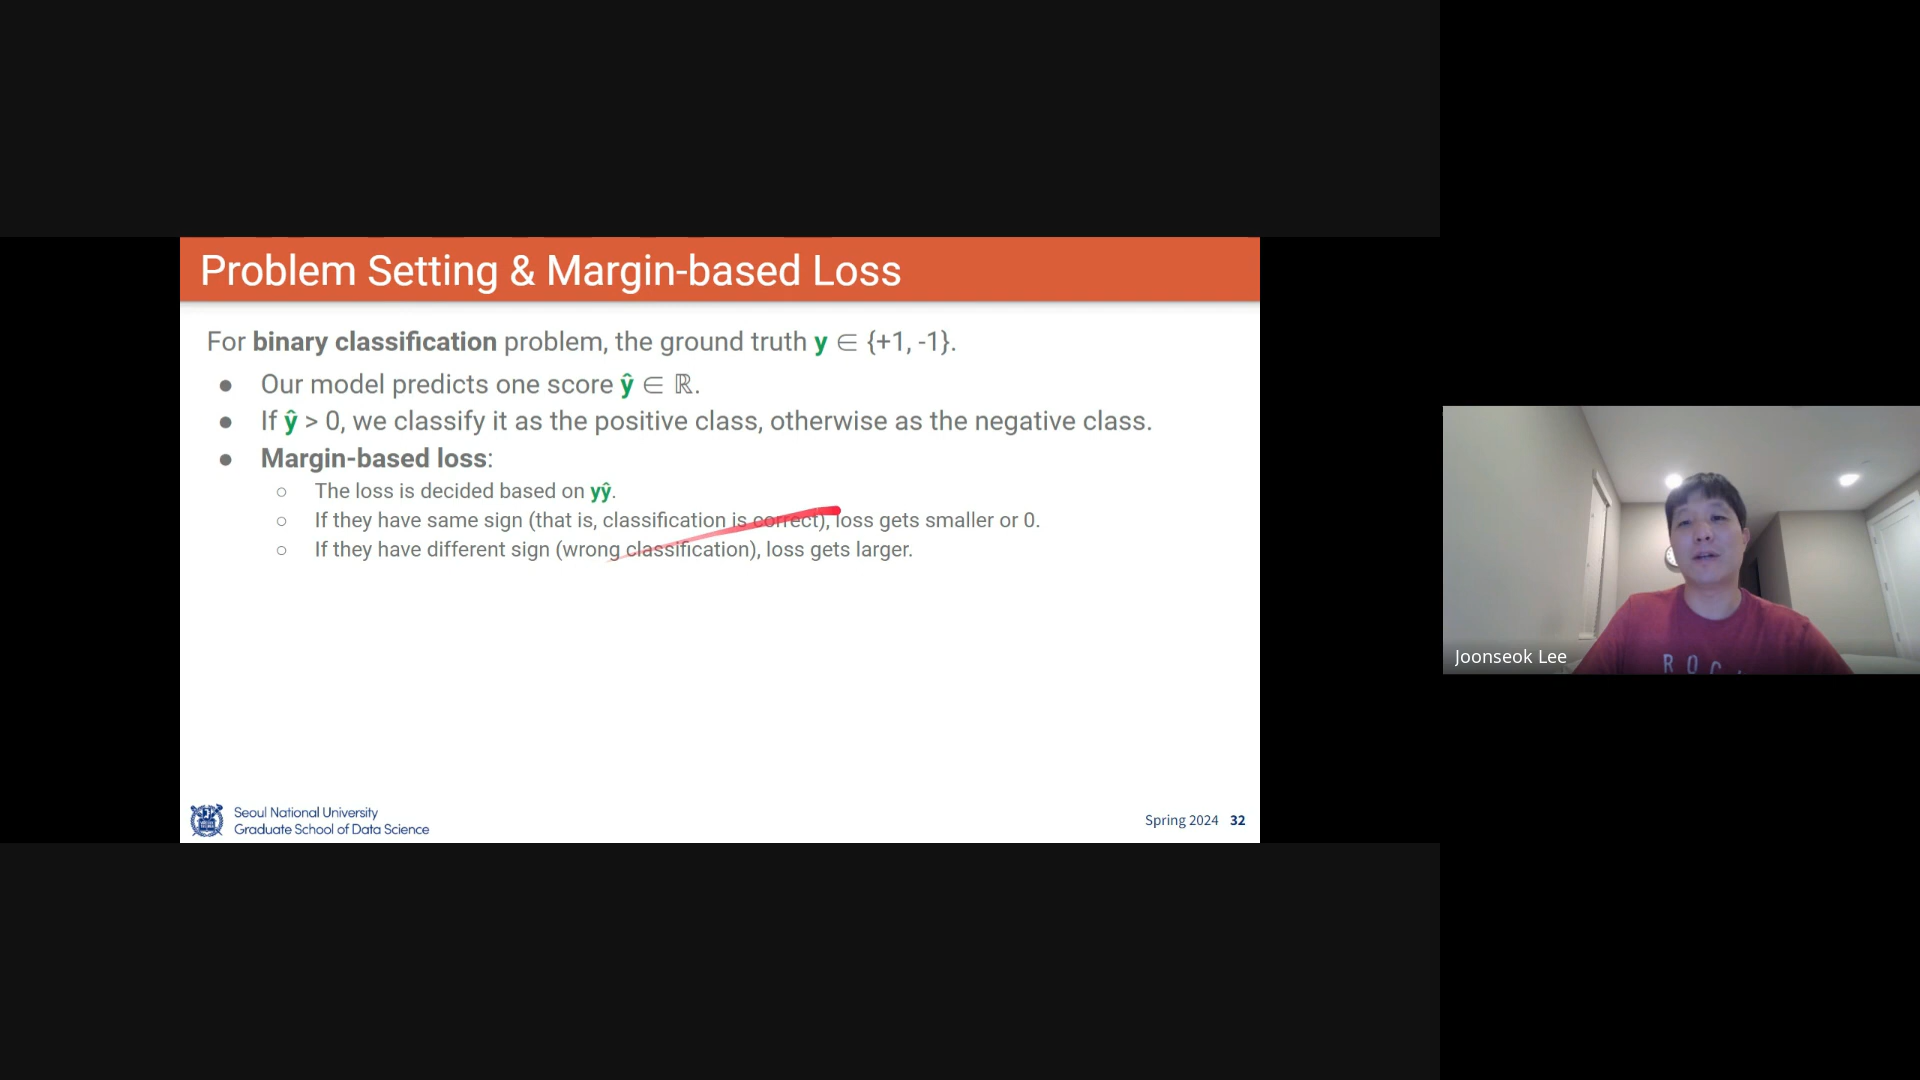 Problem Setting & Margin-based Loss
For binary classification problem, the ground truth y ∈ {+1, -1}.
● Our model predicts one score ŷ ∈ ℝ.
● If ŷ > 0, we classify it as the positive class, otherwise as the negative class.
● Margin-based loss:
○ The loss is decided based on yŷ.
○ If they have same sign (that is, classification is correct), loss gets smaller or 0.
○ If they have different sign (wrong classification), loss gets larger.
Seoul National University
Graduate School of Data Science
Spring 2024 32
Joonseok Lee